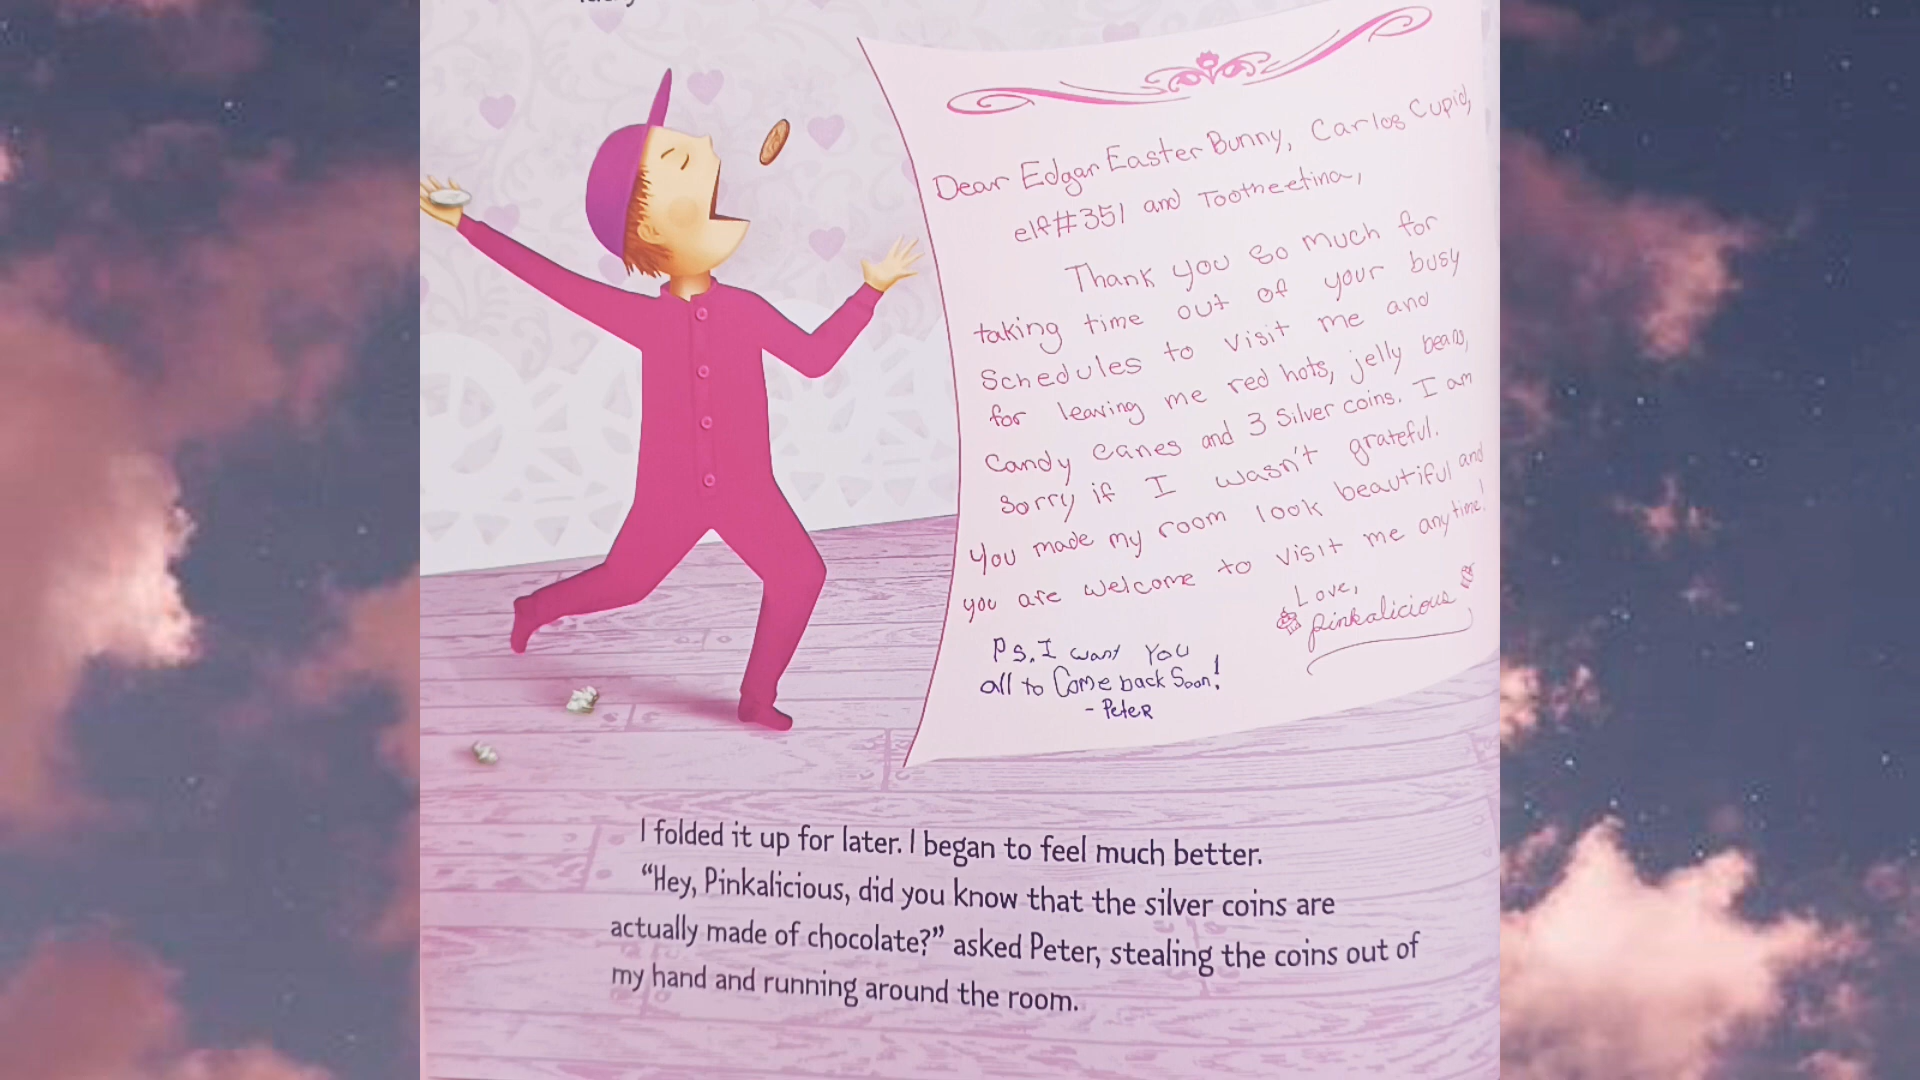 Dear Edgar Easter Bunny, Carlos Cupid,
elf#351 and Tootheetina,
Thank you so much for
taking time out of your busy
Schedules to visit me and
for leaving me red hots, jelly beans,
Candy canes and 3 silver coins. I am
sorry if I wasn't grateful.
You made my room look beautiful and
you are welcome to visit me anytime!
Love,
Pinkalicious
P.S. I want You
all to Come back Soon!
- Peter
I folded it up for later. I began to feel much better.
“Hey, Pinkalicious, did you know that the silver coins are
actually made of chocolate?” asked Peter, stealing the coins out of
my hand and running around the room.